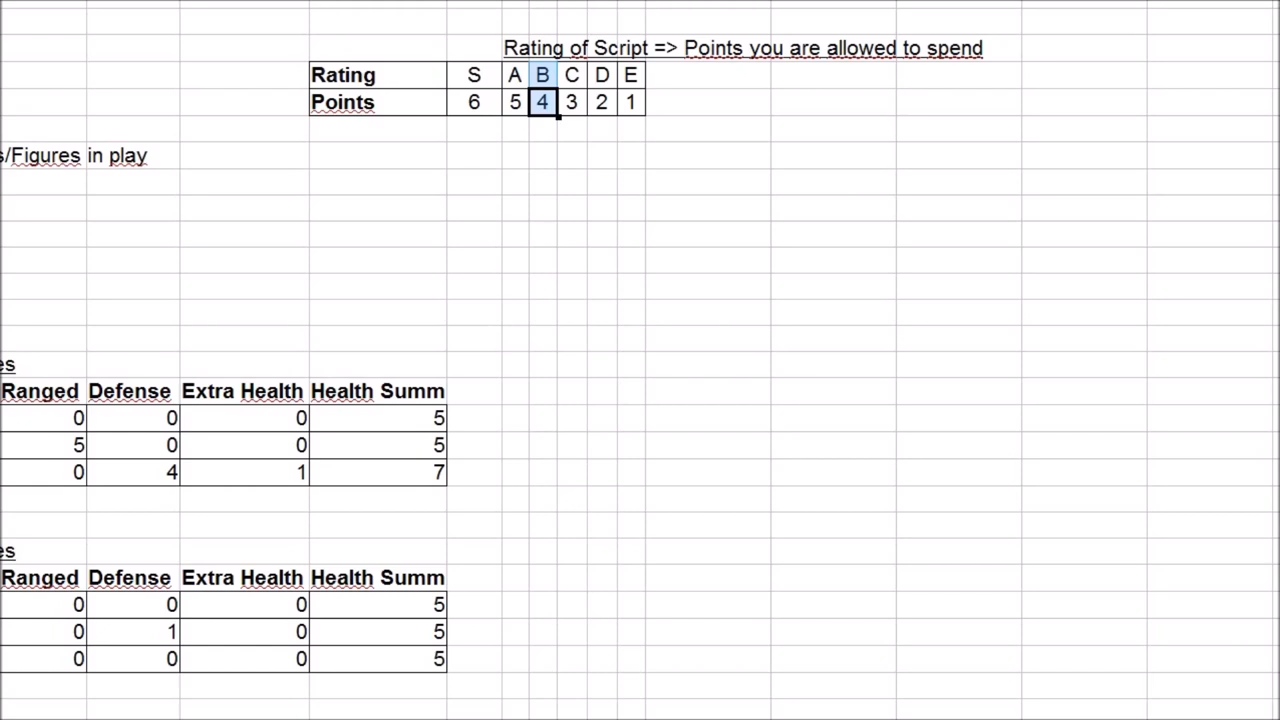 Rating of Script => Points you are allowed to spend
Rating S A B C D E
Points 6 5 4 3 2 1
s/Figures in play
es
Ranged Defense Extra Health Health Summ
0 0 0 5
5 0 0 5
0 4 1 7
es
Ranged Defense Extra Health Health Summ
0 0 0 5
0 1 0 5
0 0 0 5